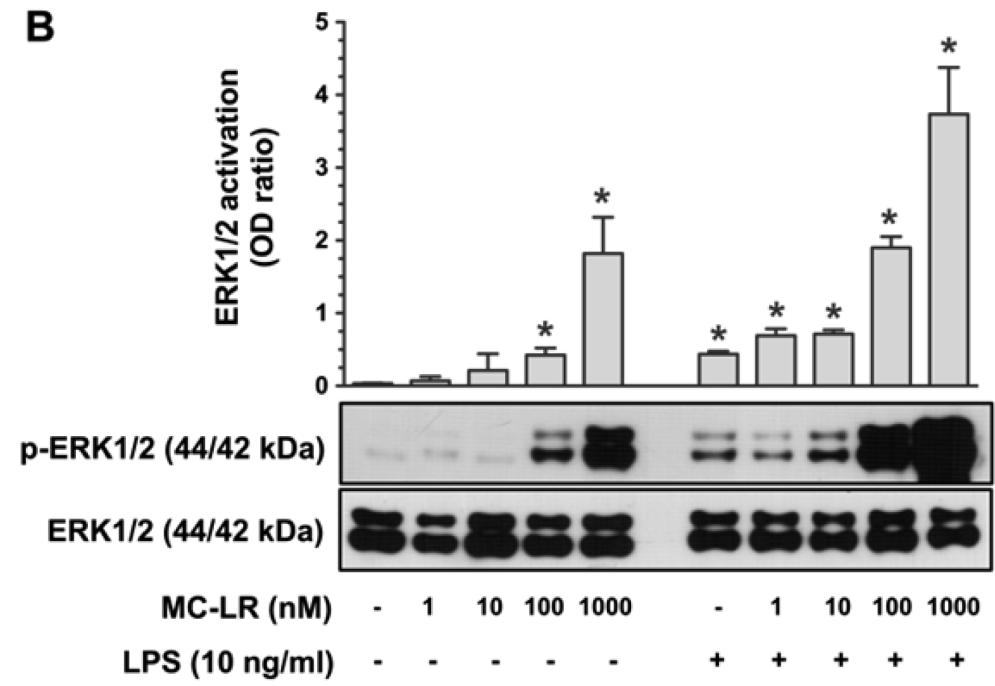 B
ERK1/2 activation
(OD ratio)
5
4
3
2
1
0
* * * * * * *
p-ERK1/2 (44/42 kDa)
ERK1/2 (44/42 kDa)
MC-LR (nM) - 1 10 100 1000 - 1 10 100 1000
LPS (10 ng/ml) - - - - - + + + + +